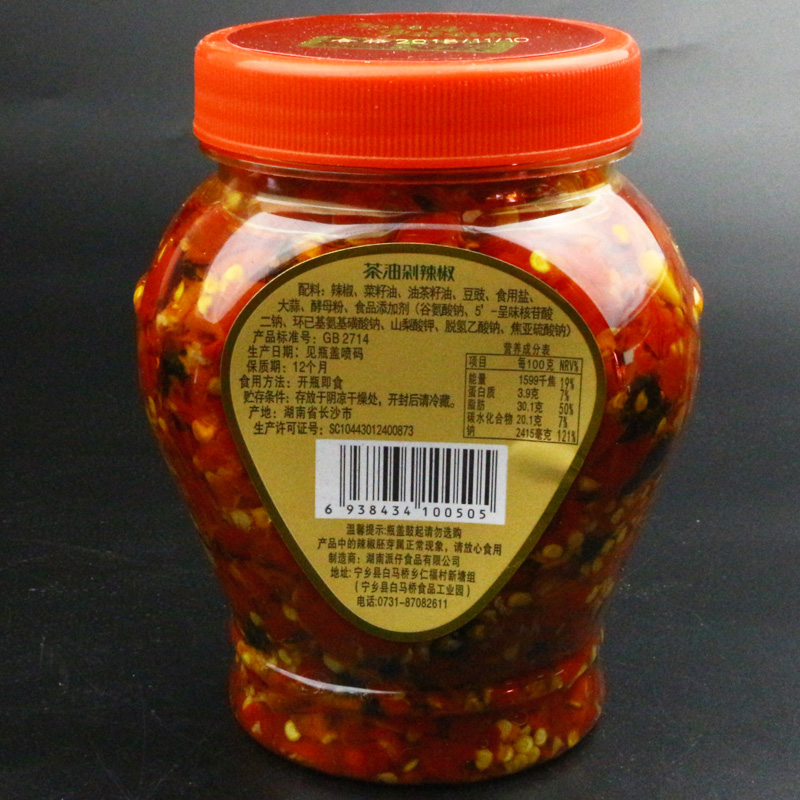 2018/11/10
茶油剁辣椒
配料：辣椒、菜籽油、油茶籽油、豆豉、食用盐、
大蒜、酵母粉、食品添加剂（谷氨酸钠、5'-呈味核苷酸
二钠、环已基氨基磺酸钠、山梨酸钾、脱氢乙酸钠、焦亚硫酸钠）
产品标准号：GB 2714
生产日期：见瓶盖喷码
保质期：12个月
食用方法：开瓶即食
贮存条件：存放于阴凉干燥处，开封后请冷藏。
产地：湖南省长沙市
生产许可证号：SC10443012400873
营养成分表
项目 每100克 NRV%
能量 1599千焦 19%
蛋白质 3.9克 7%
脂肪 30.1克 50%
碳水化合物 20.1克 7%
钠 2415毫克 121%
6 938434 100505
温馨提示:瓶盖鼓起请勿选购
产品中的辣椒胚芽属正常现象，请放心食用
制造商：湖南派仔食品有限公司
地址：宁乡县白马桥乡仁福村新塘组
（宁乡县白马桥食品工业园）
电话:0731-87082611